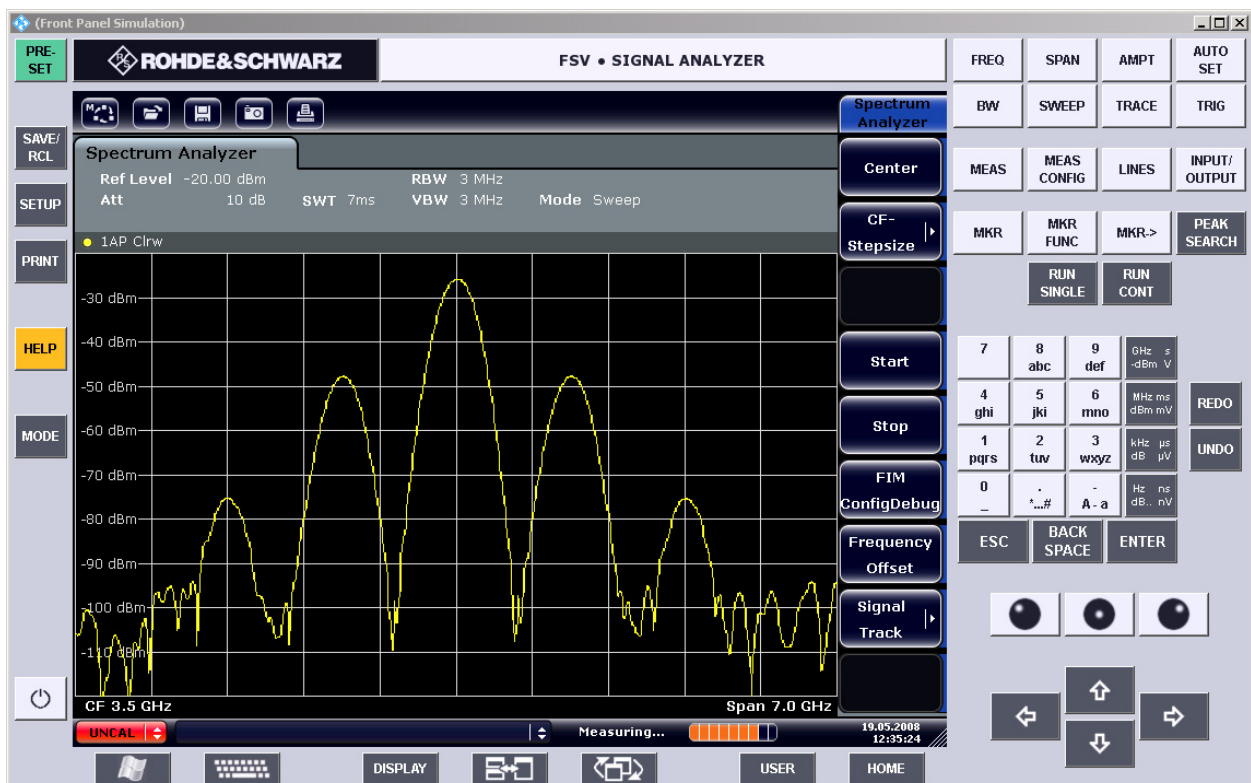 (Front Panel Simulation)
PRE-
SET
ROHDE&SCHWARZ
FSV • SIGNAL ANALYZER
FREQ
SPAN
AMPT
AUTO
SET
BW
SWEEP
TRACE
TRIG
SAVE/
RCL
SETUP
PRINT
HELP
MODE
Spectrum
Analyzer
Spectrum Analyzer
Ref Level -20.00 dBm
RBW 3 MHz
Att 10 dB SWT 7ms VBW 3 MHz Mode Sweep
1AP Clrw
-30 dBm
-40 dBm
-50 dBm
-60 dBm
-70 dBm
-80 dBm
-90 dBm
-100 dBm
-110 dBm
CF 3.5 GHz
Span 7.0 GHz
UNCAL
Measuring...
19.05.2008
12:35:24
Center
CF-
Stepsize
Start
Stop
FIM
ConfigDebug
Frequency
Offset
Signal
Track
MEAS
MEAS
CONFIG
LINES
INPUT/
OUTPUT
MKR
MKR
FUNC
MKR->
PEAK
SEARCH
RUN
SINGLE
RUN
CONT
7
8
abc
9
def
GHz s
-dBm V
4
ghi
5
jkl
6
mno
MHz ms
dBm mV
REDO
1
pqrs
2
tuv
3
wxyz
kHz µs
dB µV
UNDO
0
_
.
*...#
-
A - a
Hz ns
dB.. nV
ESC
BACK
SPACE
ENTER
DISPLAY
USER
HOME